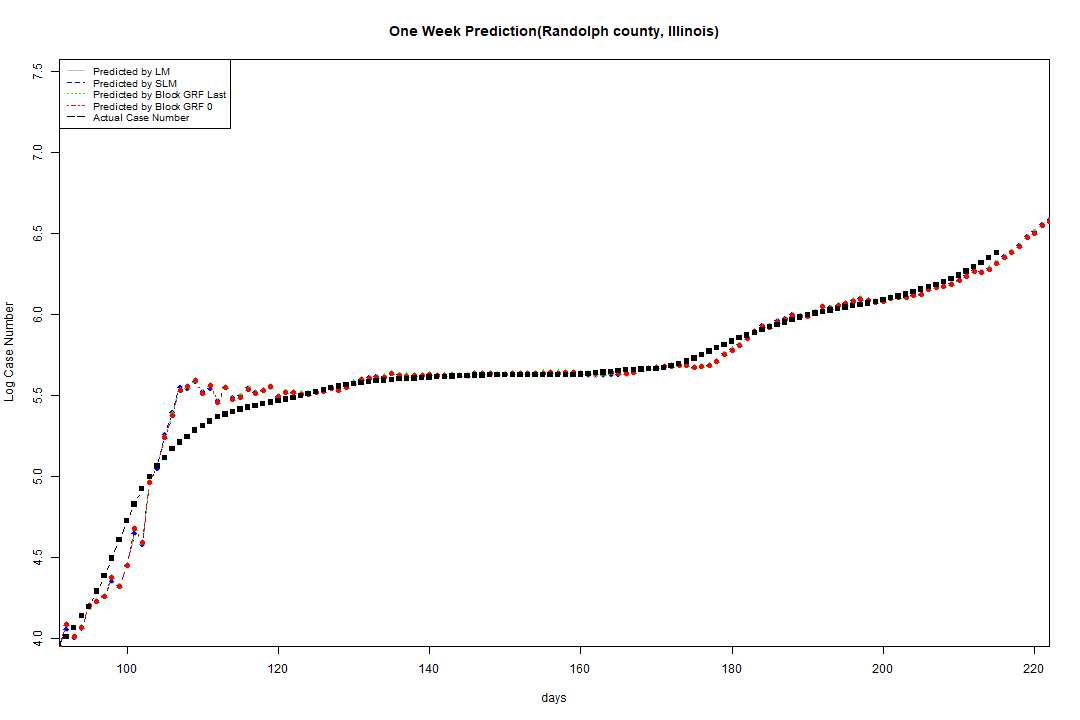 One Week Prediction(Randolph county, Illinois)
Predicted by LM
Predicted by SLM
Predicted by Block GRF Last
Predicted by Block GRF 0
Actual Case Number
7.5
7.0
6.5
6.0
5.5
5.0
4.5
4.0
Log Case Number
100 120 140 160 180 200 220
days